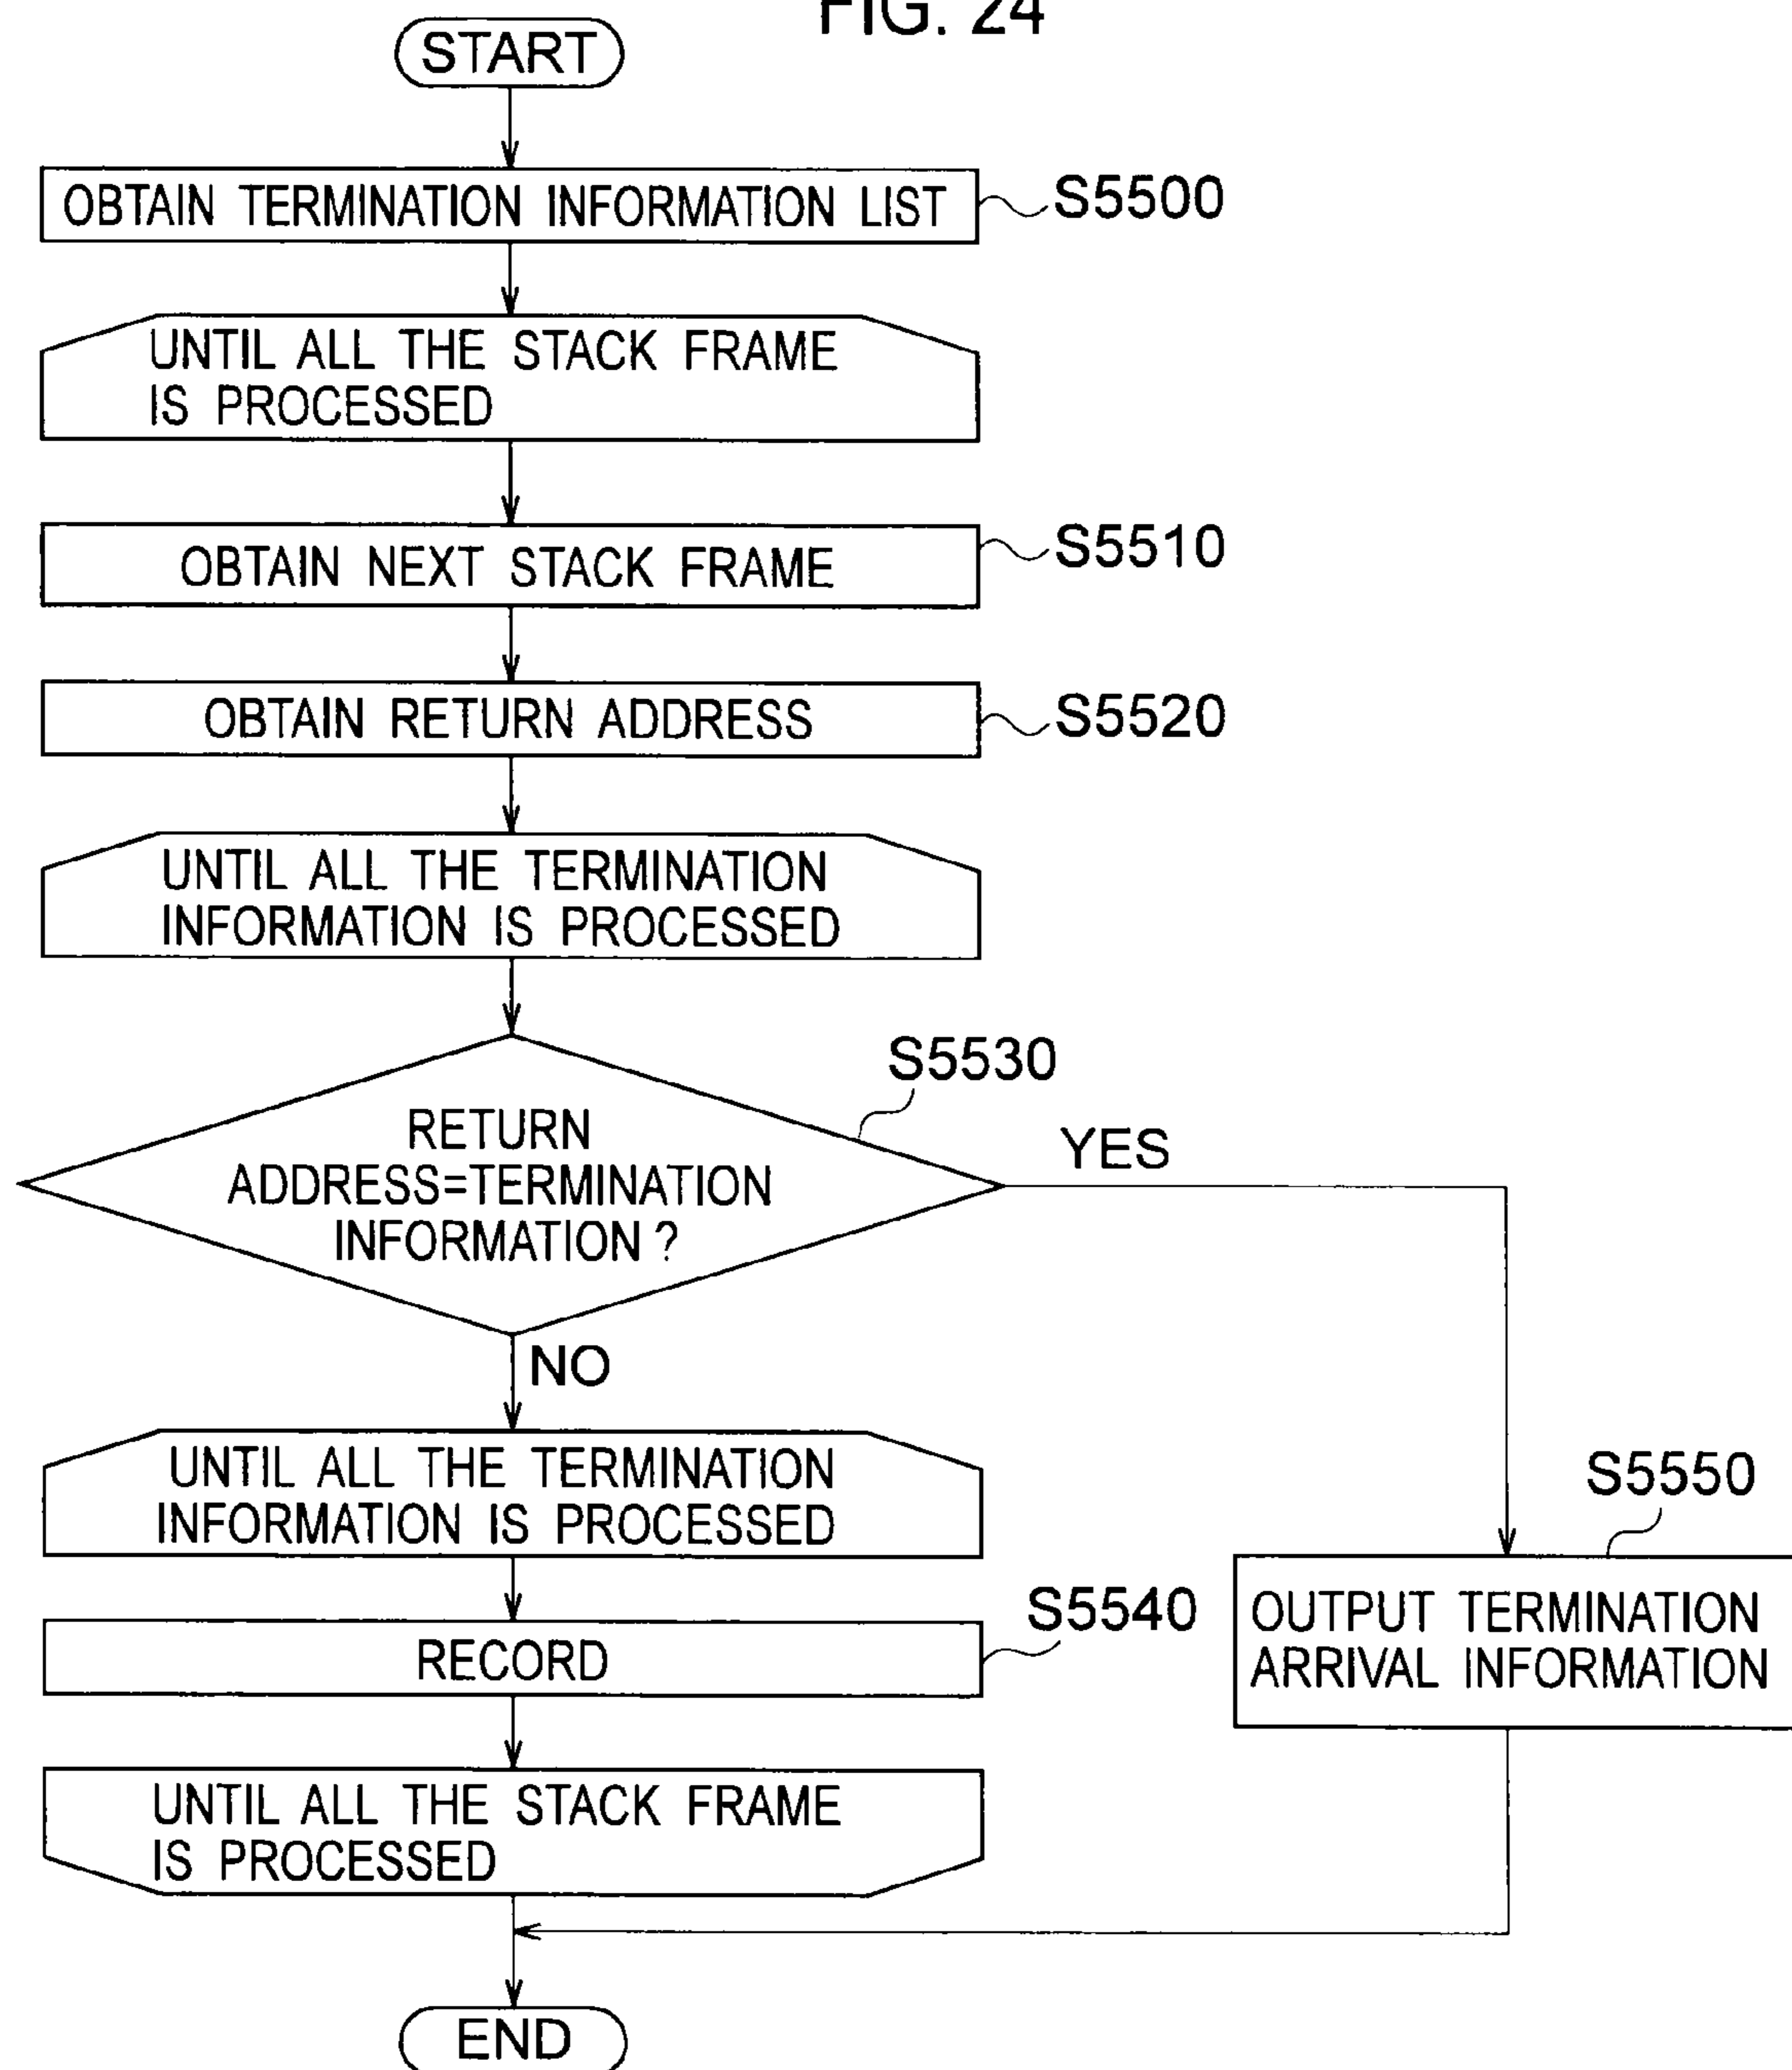 FIG. 24
START
OBTAIN TERMINATION INFORMATION LIST
S5500
UNTIL ALL THE STACK FRAME
IS PROCESSED
OBTAIN NEXT STACK FRAME
S5510
OBTAIN RETURN ADDRESS
S5520
UNTIL ALL THE TERMINATION
INFORMATION IS PROCESSED
S5530
RETURN
ADDRESS=TERMINATION
INFORMATION ?
YES
NO
UNTIL ALL THE TERMINATION
INFORMATION IS PROCESSED
S5550
OUTPUT TERMINATION
ARRIVAL INFORMATION
S5540
RECORD
UNTIL ALL THE STACK FRAME
IS PROCESSED
END